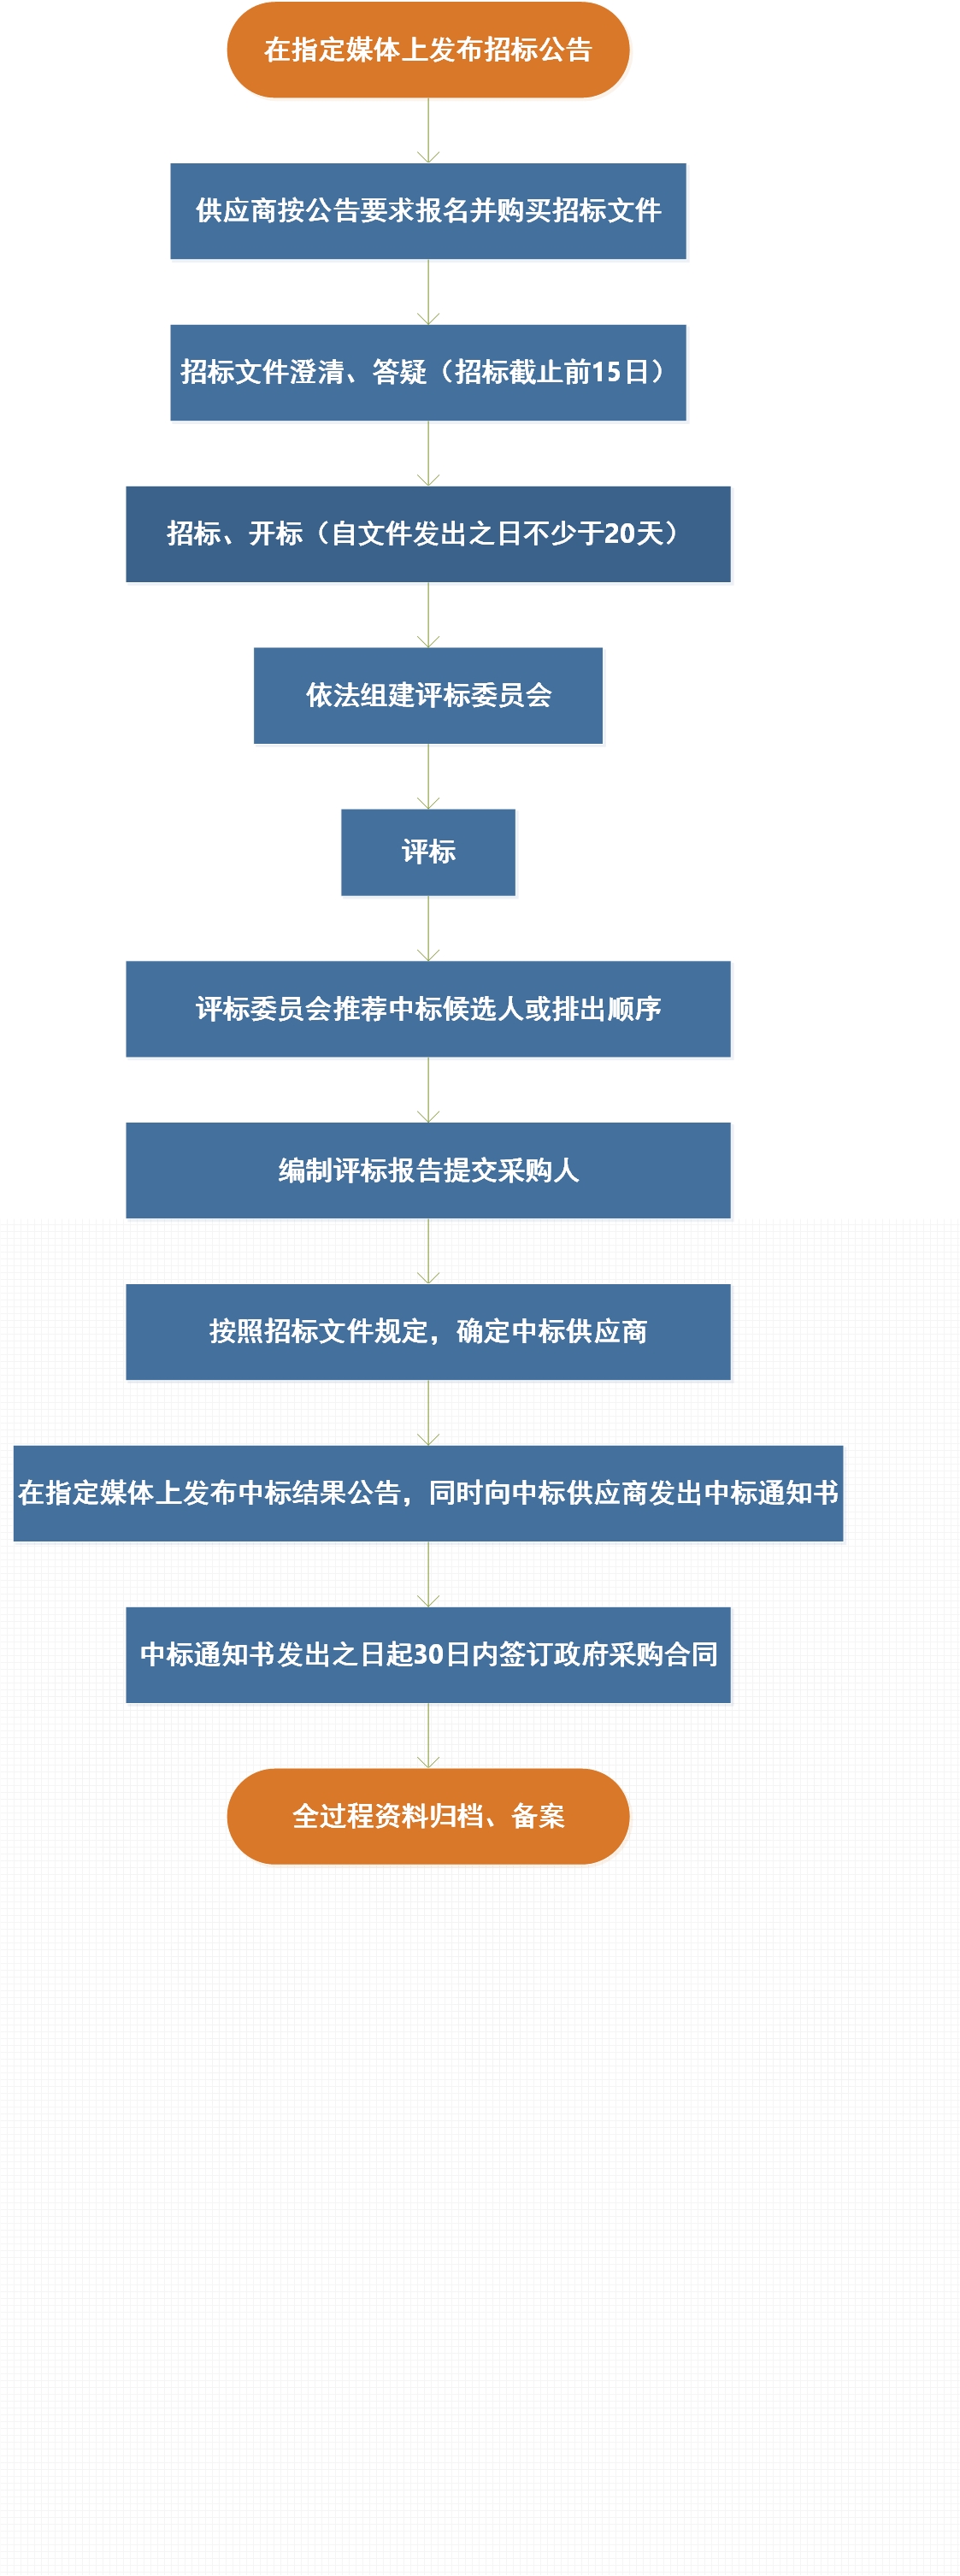 在指定媒体上发布招标公告
供应商按公告要求报名并购买招标文件
招标文件澄清、答疑（招标截止前15日）
招标、开标（自文件发出之日不少于20天）
依法组建评标委员会
评标
评标委员会推荐中标候选人或排出顺序
编制评标报告提交采购人
按照招标文件规定，确定中标供应商
在指定媒体上发布中标结果公告，同时向中标供应商发出中标通知书
中标通知书发出之日起30日内签订政府采购合同
全过程资料归档、备案